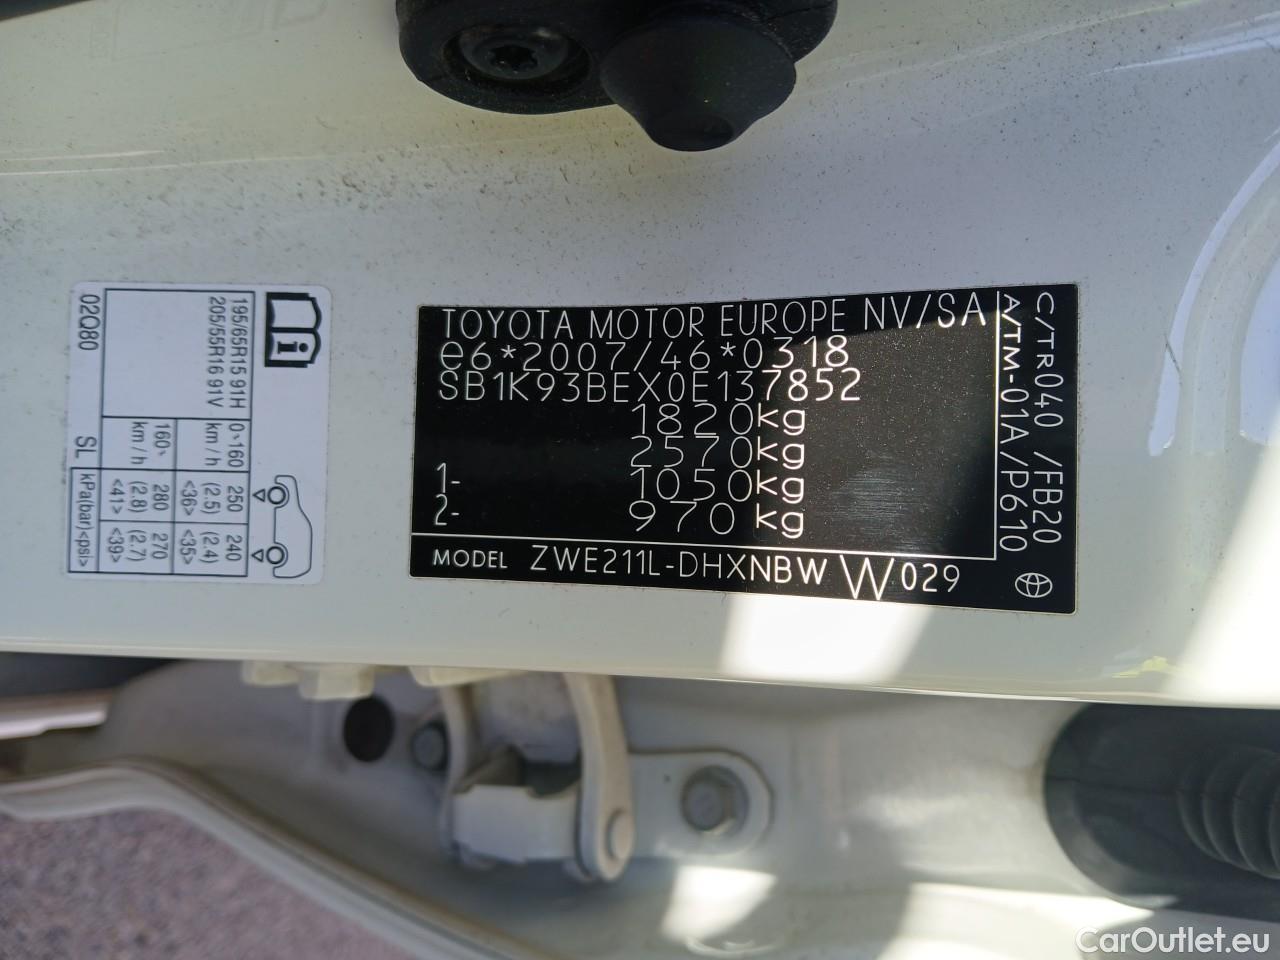 TOYOTA MOTOR EUROPE NV/SA
e6*2007/46*0318
SB1K93BEX0E137852
1820kg
2570kg
1- 1050kg
2- 970kg
MODEL ZWE211L-DHXNBW W029
C/TR040 /FB20
A/TM-01A/P610
195/65R15 91H
205/55R16 91V
0~160 km/h
250 (2.5) <36>
240 (2.4) <35>
160~ km/h
280 (2.8) <41>
270 (2.7) <39>
02Q80 SL kPa(bar)<psi>
CarOutlet.eu